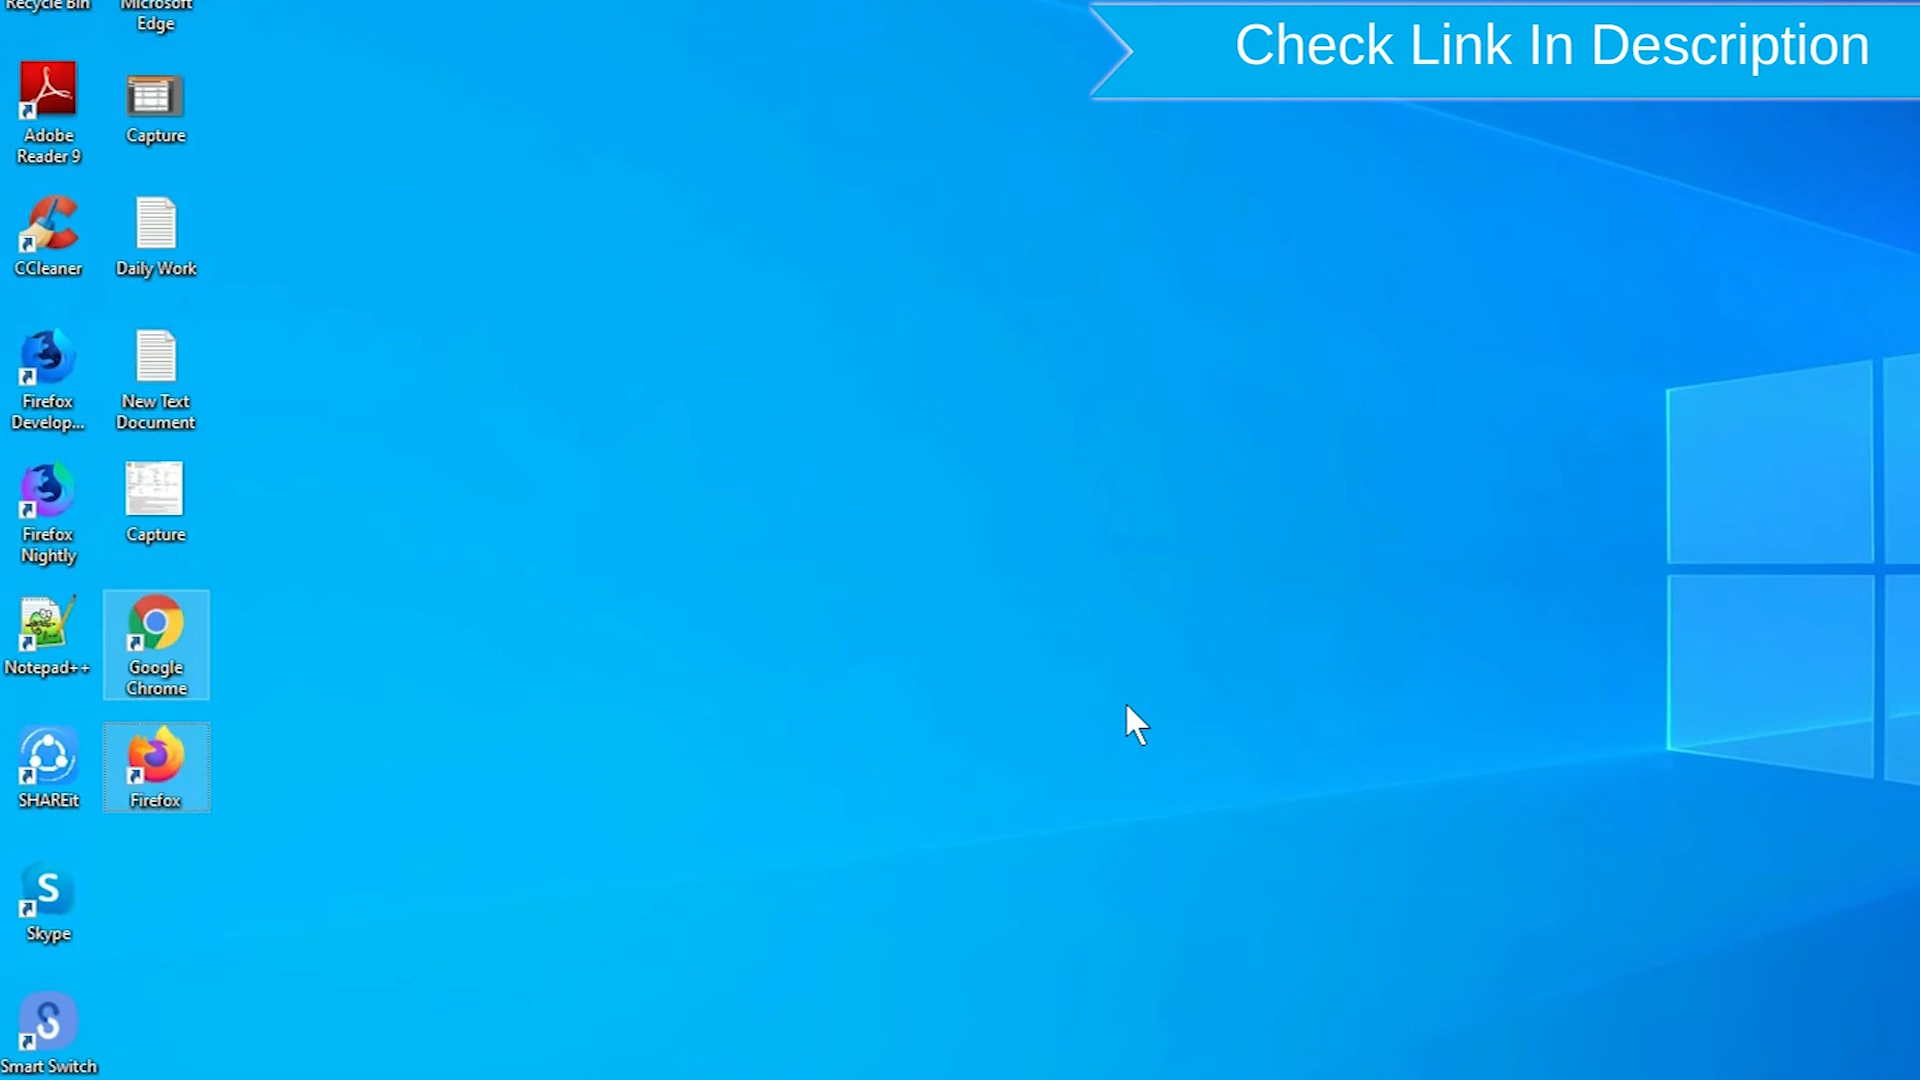 Recycle Bin
Microsoft
Edge
Check Link In Description
Adobe
Reader 9
Capture
CCleaner
Daily Work
Firefox
Develop...
New Text
Document
Firefox
Nightly
Capture
Notepad++
Google
Chrome
SHAREit
Firefox
Skype
Smart Switch